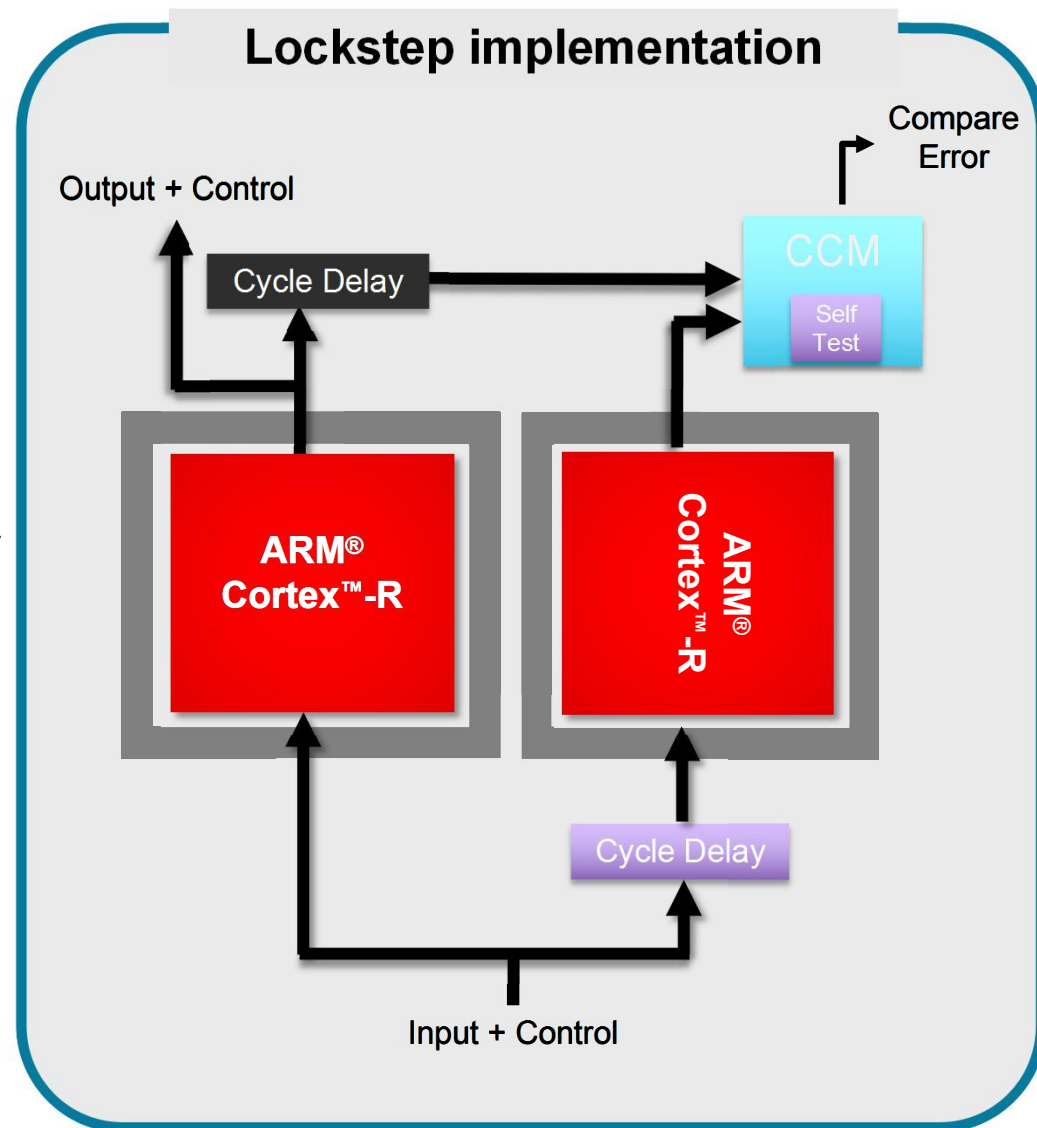 Lockstep implementation
Compare
Error
Output + Control
CCM
Cycle Delay
Self
Test
ARM®
Cortex™-R
ARM®
Cortex™-R
Cycle Delay
Input + Control